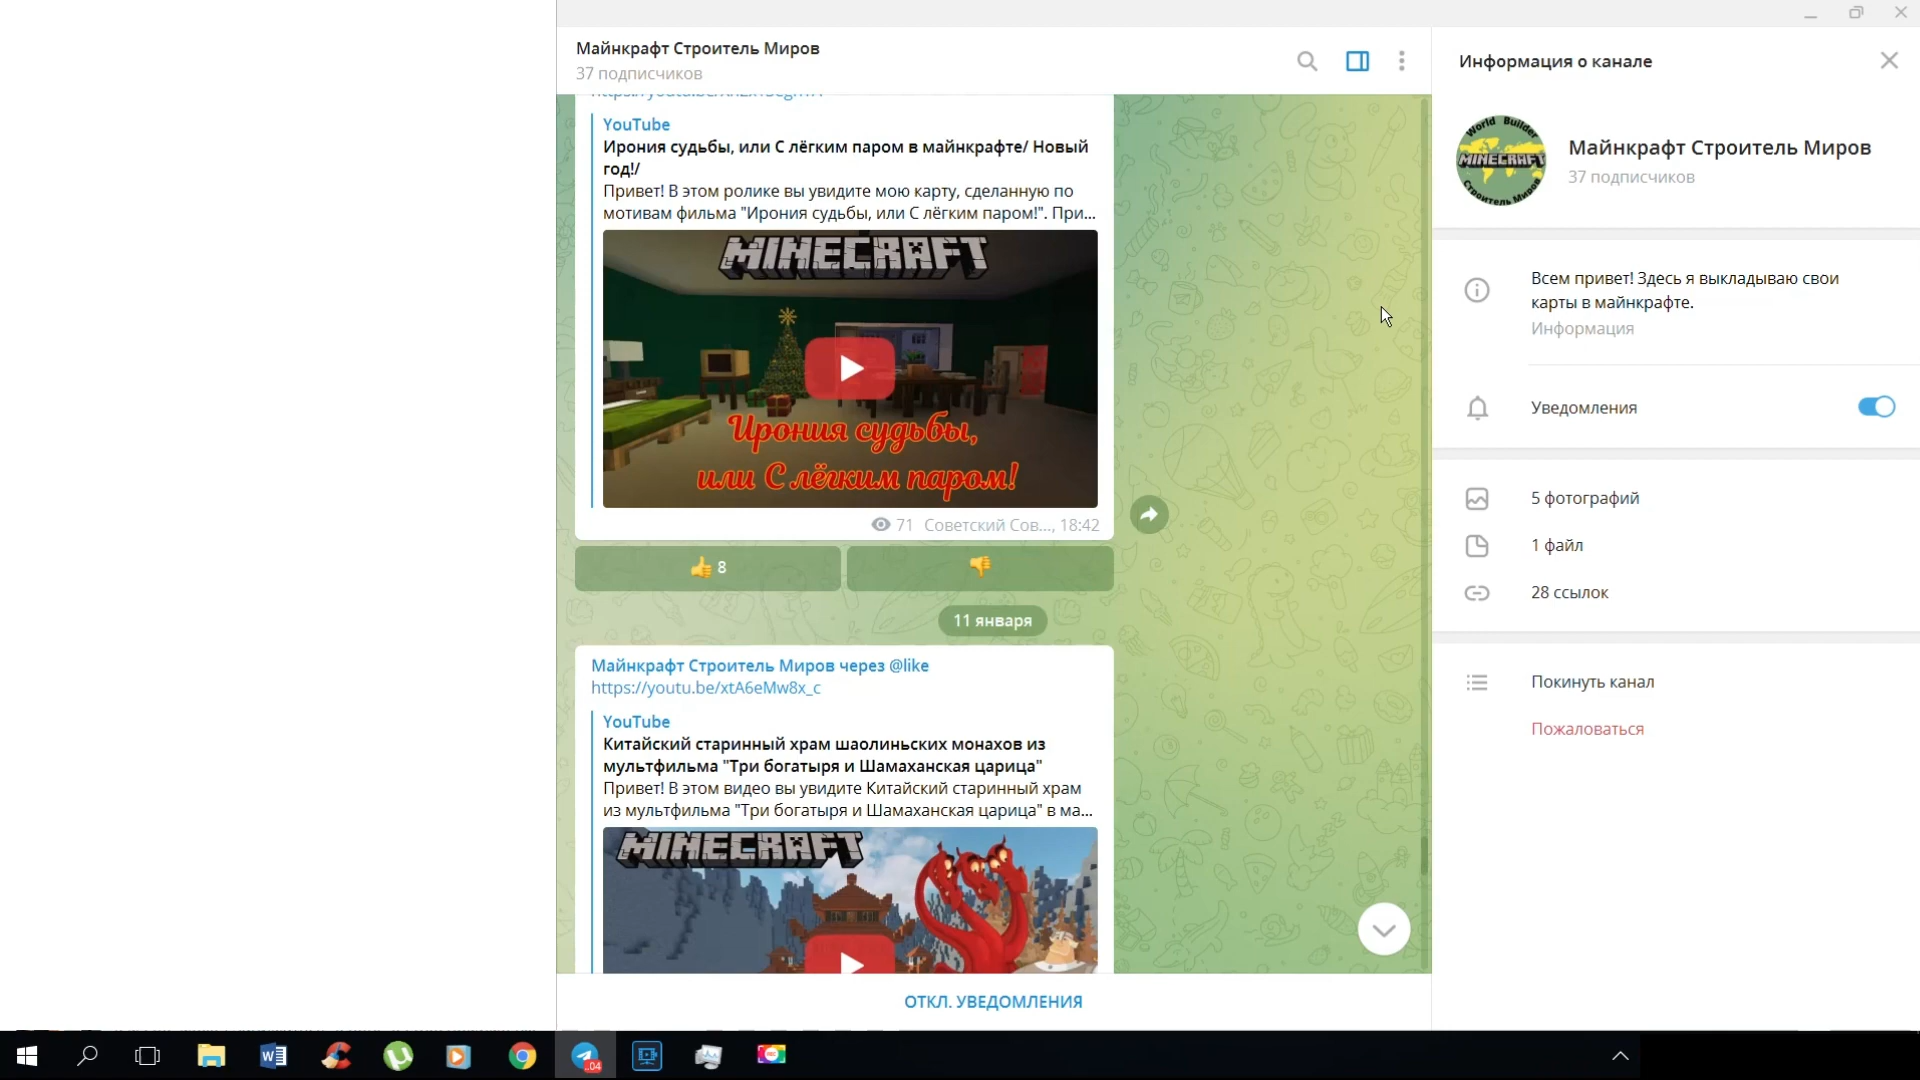 Майнкрафт Строитель Миров
37 подписчиков
YouTube
Ирония судьбы, или С лёгким паром в майнкрафте/ Новый
год!/
Привет! В этом ролике вы увидите мою карту, сделанную по
мотивам фильма "Ирония судьбы, или С лёгким паром!". При...
MINECRAFT
Ирония судьбы,
или С лёгким паром!
71 Советский Сов..., 18:42
👍 8
👎
11 января
Майнкрафт Строитель Миров через @like
https://youtu.be/xtA6eMw8x_c
YouTube
Китайский старинный храм шаолиньских монахов из
мультфильма "Три богатыря и Шамаханская царица"
Привет! В этом видео вы увидите Китайский старинный храм
из мультфильма "Три богатыря и Шамаханская царица" в ма...
MINECRAFT
ОТКЛ. УВЕДОМЛЕНИЯ
Информация о канале
World Builder
MINECRAFT
Строитель Миров
Майнкрафт Строитель Миров
37 подписчиков
Всем привет! Здесь я выкладываю свои
карты в майнкрафте.
Информация
Уведомления
5 фотографий
1 файл
28 ссылок
Покинуть канал
Пожаловаться